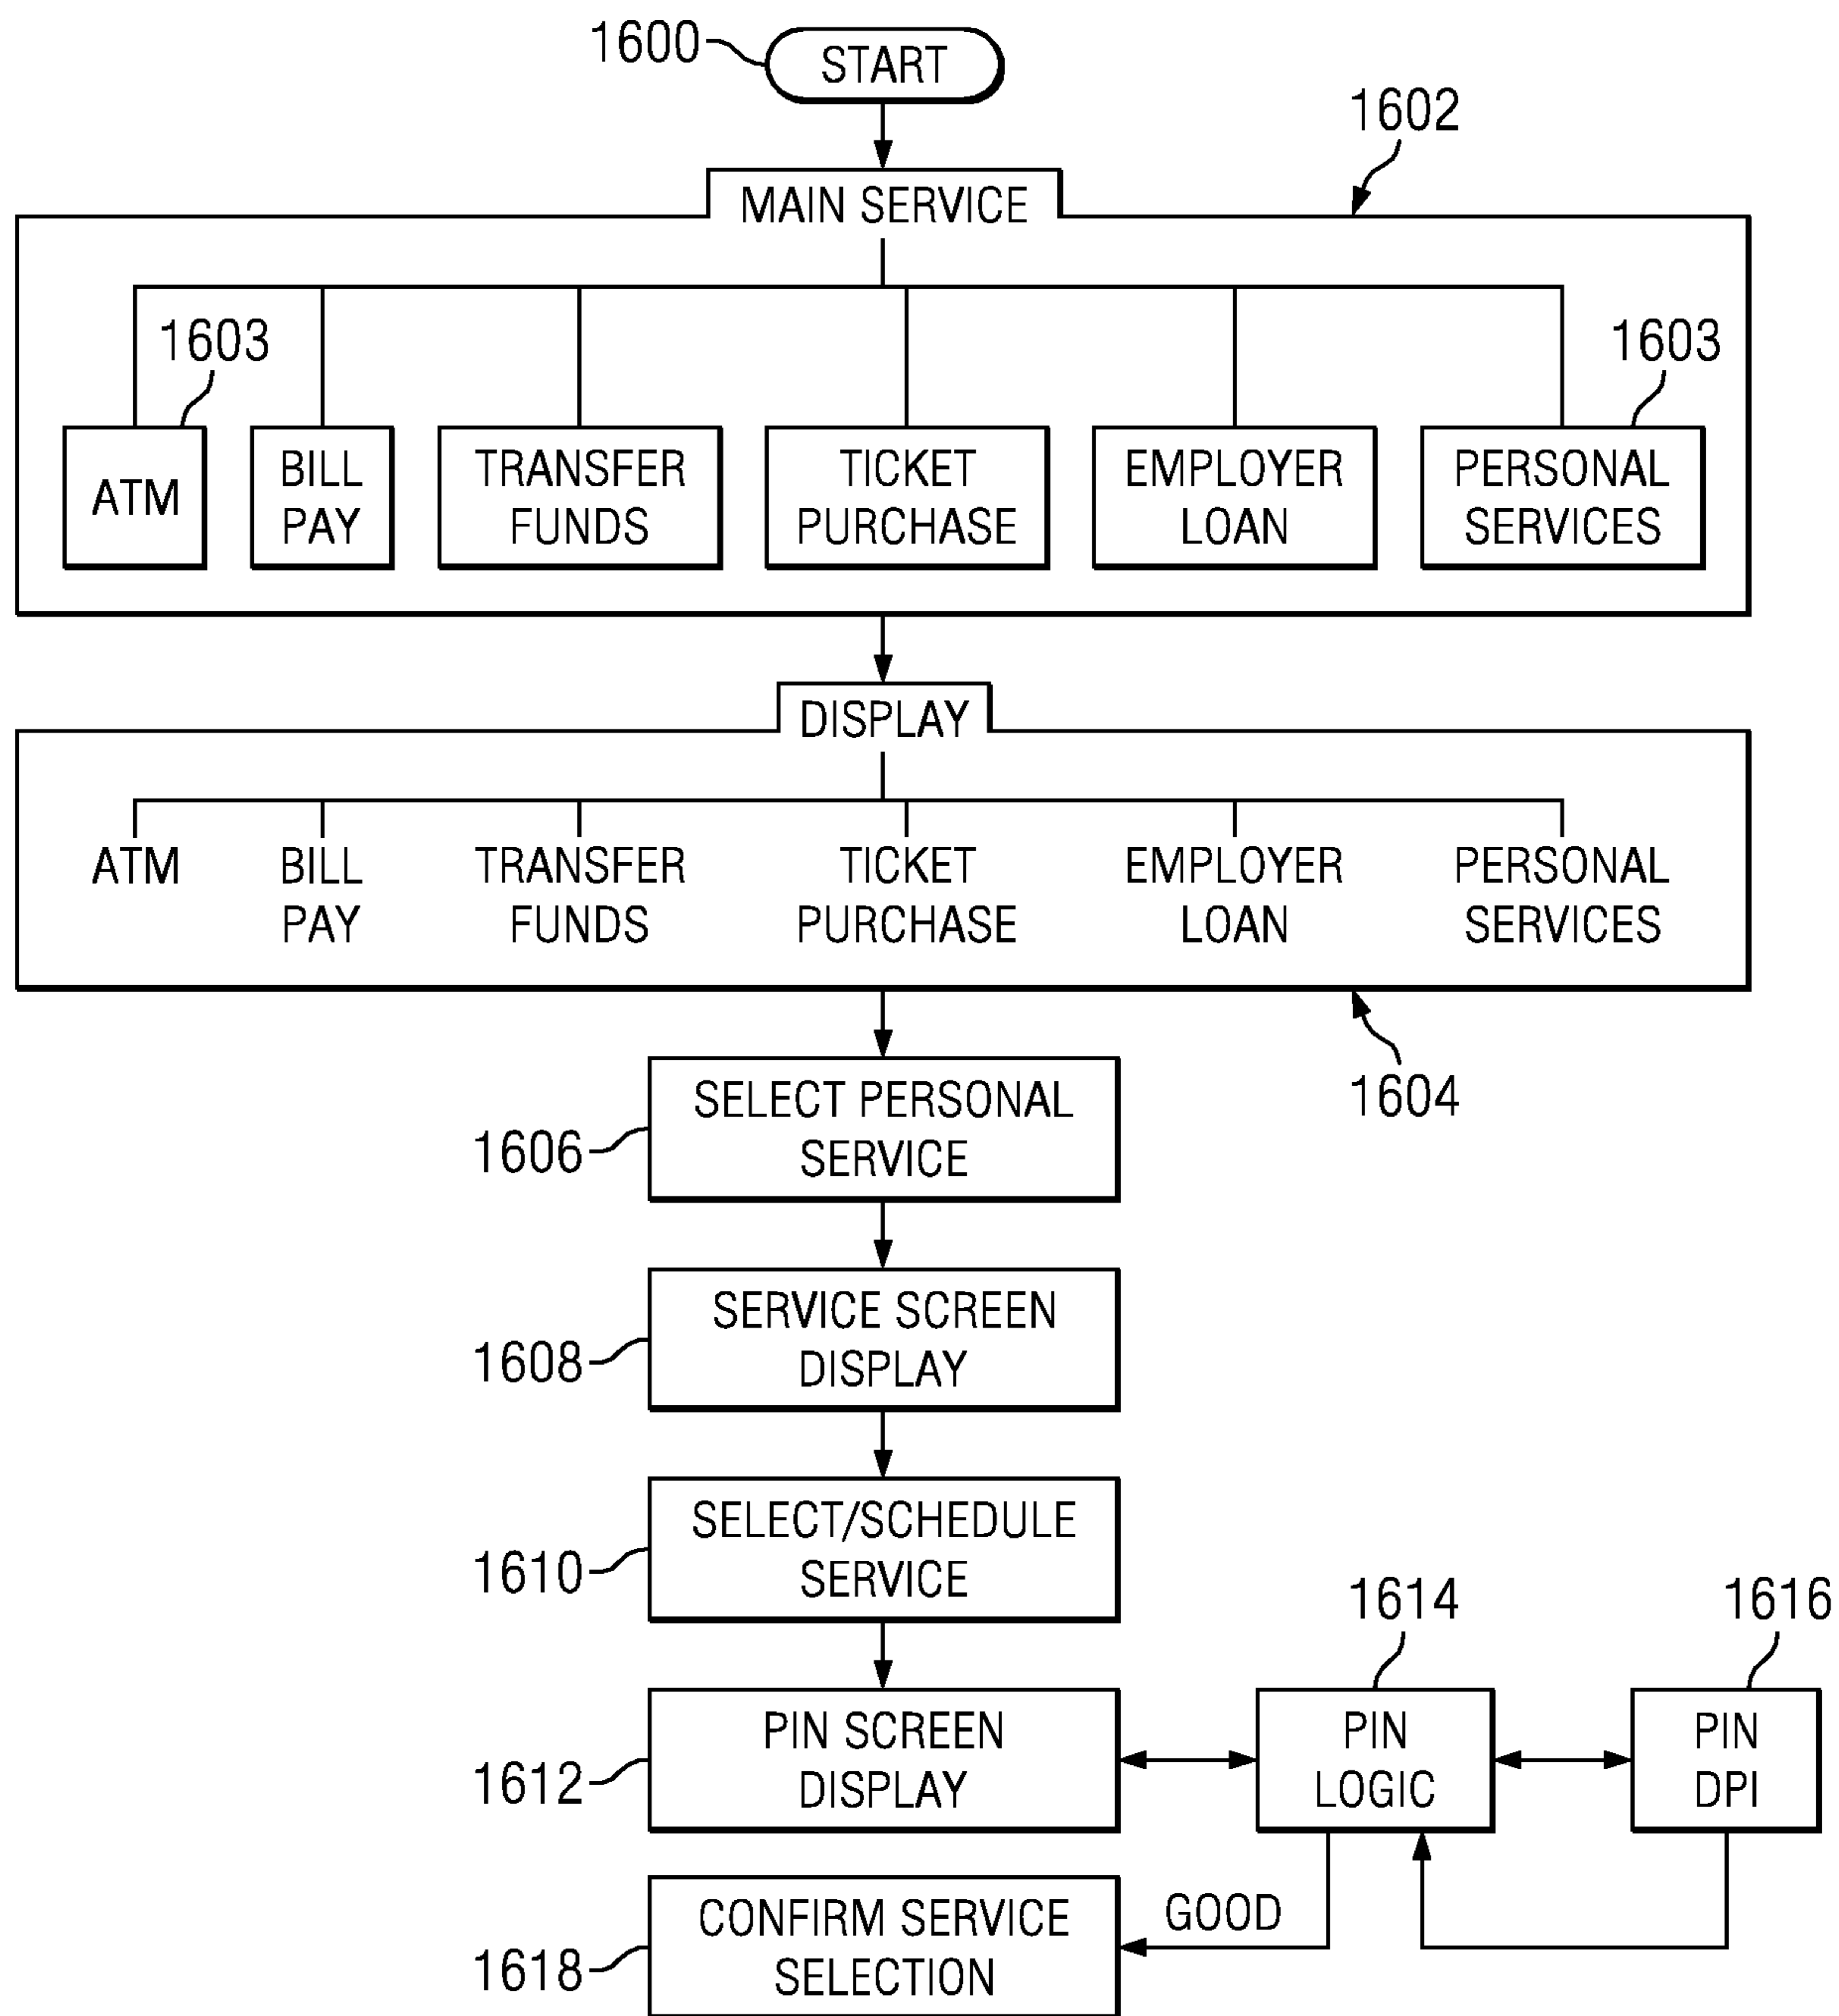 1600
START
1602
MAIN SERVICE
1603
1603
ATM
BILL
PAY
TRANSFER
FUNDS
TICKET
PURCHASE
EMPLOYER
LOAN
PERSONAL
SERVICES
DISPLAY
ATM
BILL
PAY
TRANSFER
FUNDS
TICKET
PURCHASE
EMPLOYER
LOAN
PERSONAL
SERVICES
1604
1606
SELECT PERSONAL
SERVICE
1608
SERVICE SCREEN
DISPLAY
1610
SELECT/SCHEDULE
SERVICE
1614
1616
1612
PIN SCREEN
DISPLAY
PIN
LOGIC
PIN
DPI
GOOD
1618
CONFIRM SERVICE
SELECTION